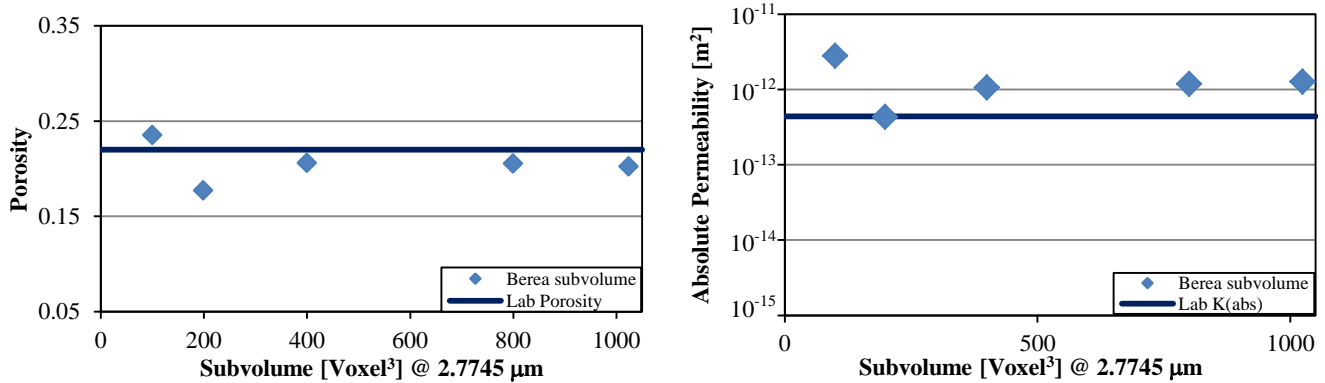 0.35
0.25
0.15
0.05
Porosity
0 200 400 600 800 1000
Subvolume [Voxel³] @ 2.7745 μm
Berea subvolume
Lab Porosity
10⁻¹¹
10⁻¹²
10⁻¹³
10⁻¹⁴
10⁻¹⁵
Absolute Permeability [m²]
0 500 1000
Subvolume [Voxel³] @ 2.7745 μm
Berea subvolume
Lab K(abs)